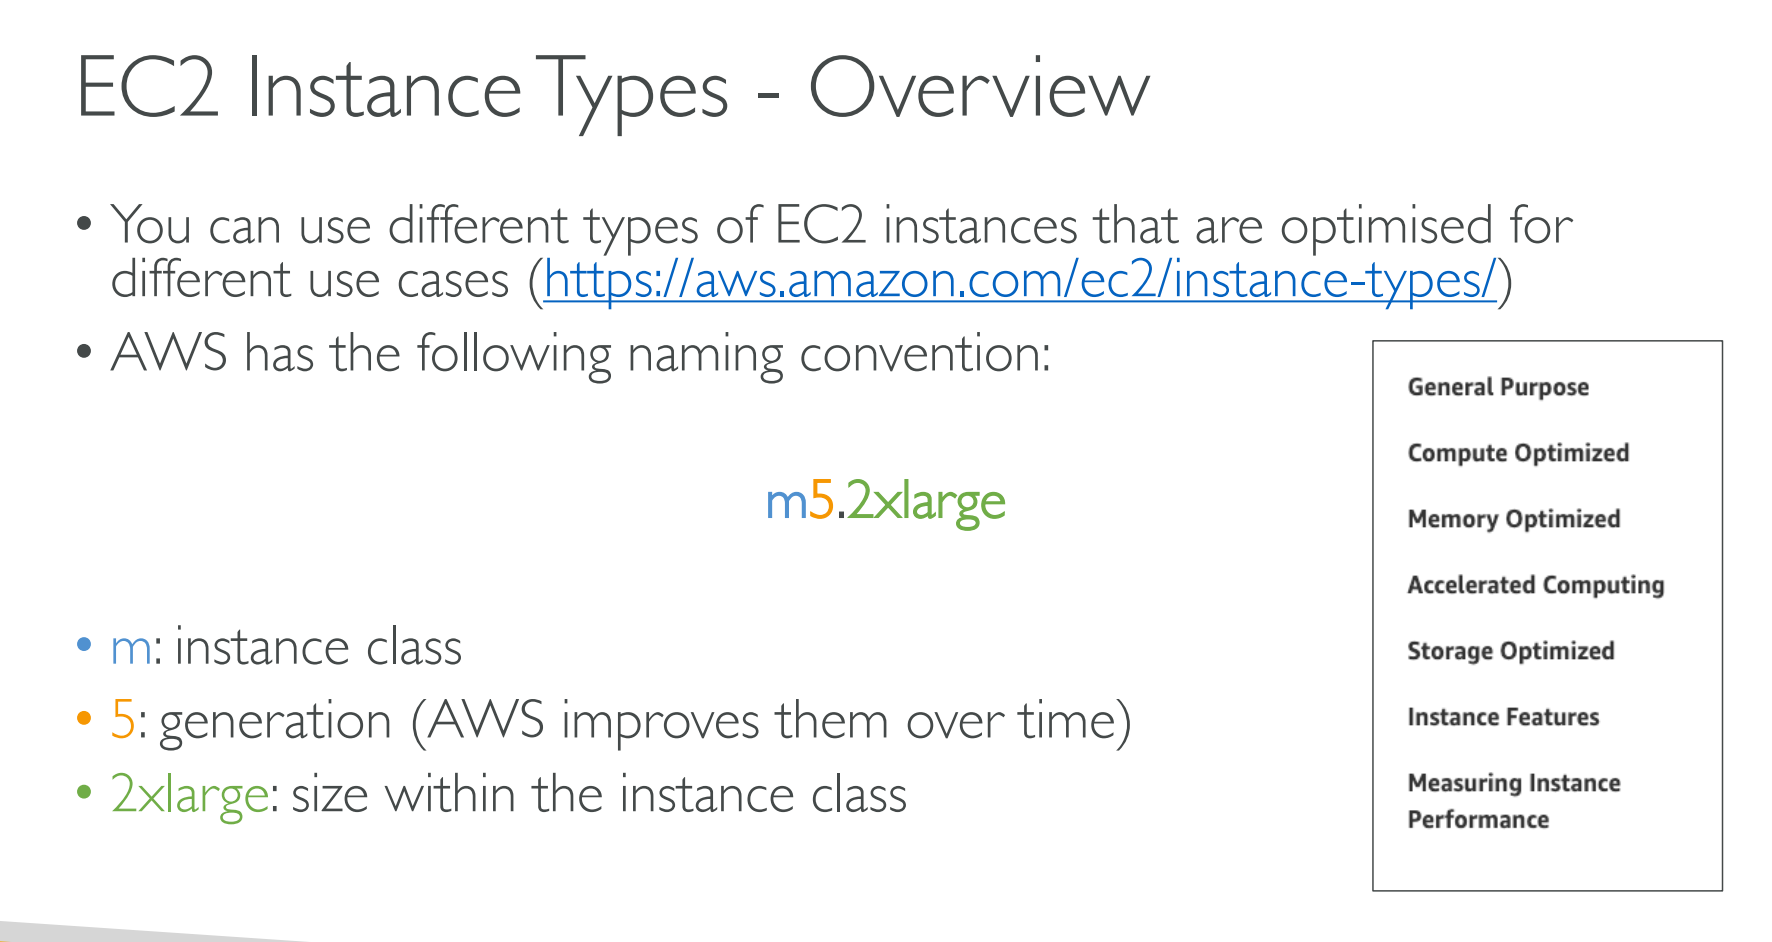 EC2 Instance Types - Overview
• You can use different types of EC2 instances that are optimised for
different use cases (https://aws.amazon.com/ec2/instance-types/)
• AWS has the following naming convention:
m5.2xlarge
• m: instance class
• 5: generation (AWS improves them over time)
• 2xlarge: size within the instance class
General Purpose
Compute Optimized
Memory Optimized
Accelerated Computing
Storage Optimized
Instance Features
Measuring Instance
Performance